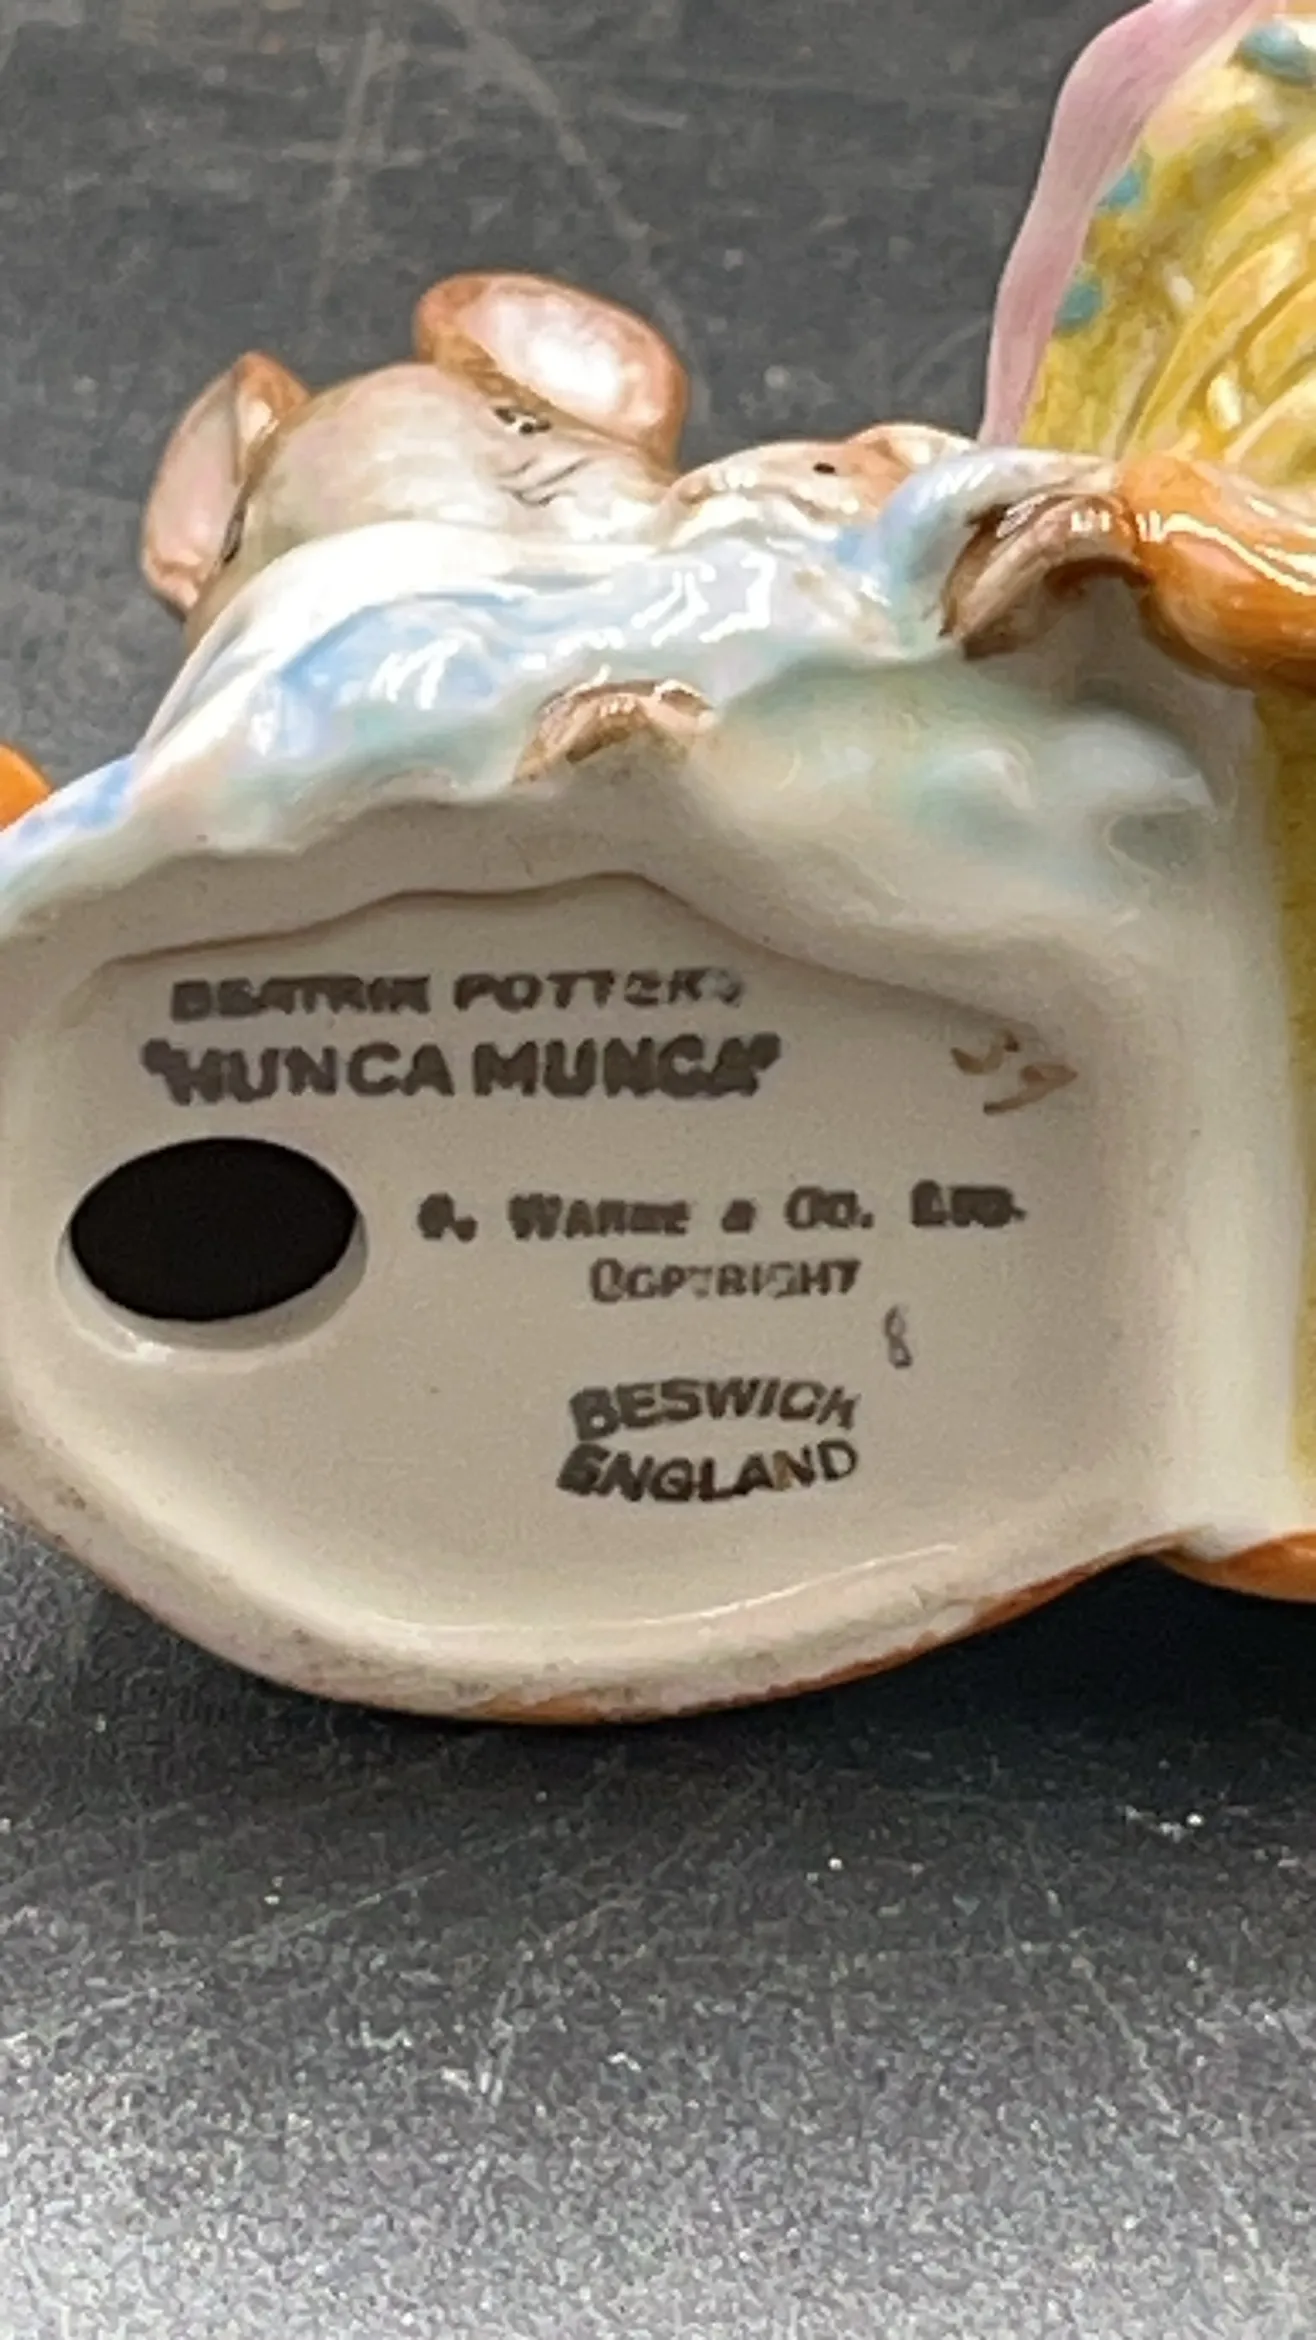 BEATRIX POTTER'S
"HUNCA MUNCA"
F. WARNE & CO. LTD.
COPYRIGHT
BESWICK
ENGLAND